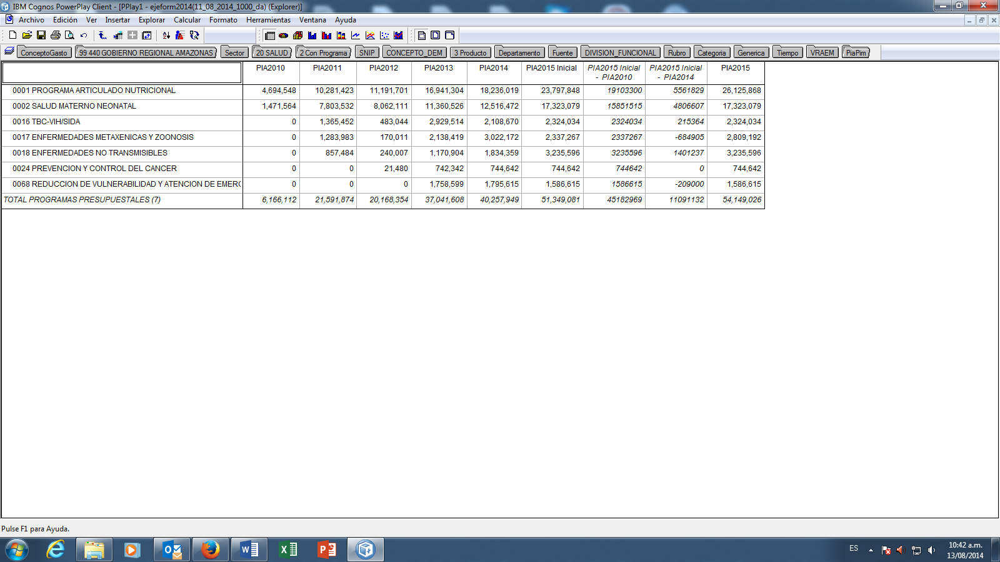 IBM Cognos PowerPlay Client - [PPlay1 - ejeform2014(11_08_2014_1000_da) (Explorer)]
Archivo Edición Ver Insertar Explorar Calcular Formato Herramientas Ventana Ayuda
ConceptoGasto 99 440 GOBIERNO REGIONAL AMAZONAS Sector 20 SALUD 2 Con Programa SNIP CONCEPTO_DEM 3 Producto Departamento Fuente DIVISION_FUNCIONAL Rubro Categoria Generica Tiempo VRAEM PiaPim
PIA2010 PIA2011 PIA2012 PIA2013 PIA2014 PIA2015 Inicial PIA2015 Inicial - PIA2010 PIA2015 Inicial - PIA2014 PIA2015
0001 PROGRAMA ARTICULADO NUTRICIONAL 4,694,548 10,281,423 11,191,701 16,941,304 18,236,019 23,797,848 19103300 5561829 26,125,868
0002 SALUD MATERNO NEONATAL 1,471,564 7,803,532 8,062,111 11,360,526 12,516,472 17,323,079 15851515 4806607 17,323,079
0016 TBC-VIH/SIDA 0 1,365,452 483,044 2,929,514 2,108,670 2,324,034 2324034 215364 2,324,034
0017 ENFERMEDADES METAXENICAS Y ZOONOSIS 0 1,283,983 170,011 2,138,419 3,022,172 2,337,267 2337267 -684905 2,809,192
0018 ENFERMEDADES NO TRANSMISIBLES 0 857,484 240,007 1,170,904 1,834,359 3,235,596 3235596 1401237 3,235,596
0024 PREVENCION Y CONTROL DEL CANCER 0 0 21,480 742,342 744,642 744,642 744642 0 744,642
0068 REDUCCION DE VULNERABILIDAD Y ATENCION DE EMERG 0 0 0 1,758,599 1,795,615 1,586,615 1586615 -209000 1,586,615
TOTAL PROGRAMAS PRESUPUESTALES (7) 6,166,112 21,591,874 20,168,354 37,041,608 40,257,949 51,349,081 45182969 11091132 54,149,026
Pulse F1 para Ayuda.
ES 10:42 a.m.
13/08/2014